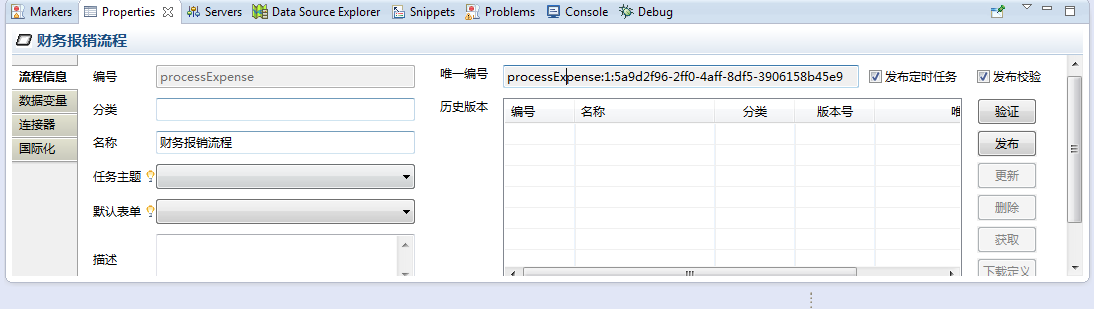 Markers Properties Servers Data Source Explorer Snippets Problems Console Debug
财务报销流程
流程信息
数据变量
连接器
国际化
编号 processExpense
分类
名称 财务报销流程
任务主题
默认表单
描述
唯一编号 processExpense:1:5a9d2f96-2ff0-4aff-8df5-3906158b45e9 发布定时任务 发布校验
历史版本
编号 名称 分类 版本号 唯
验证
发布
更新
删除
获取
下载定义